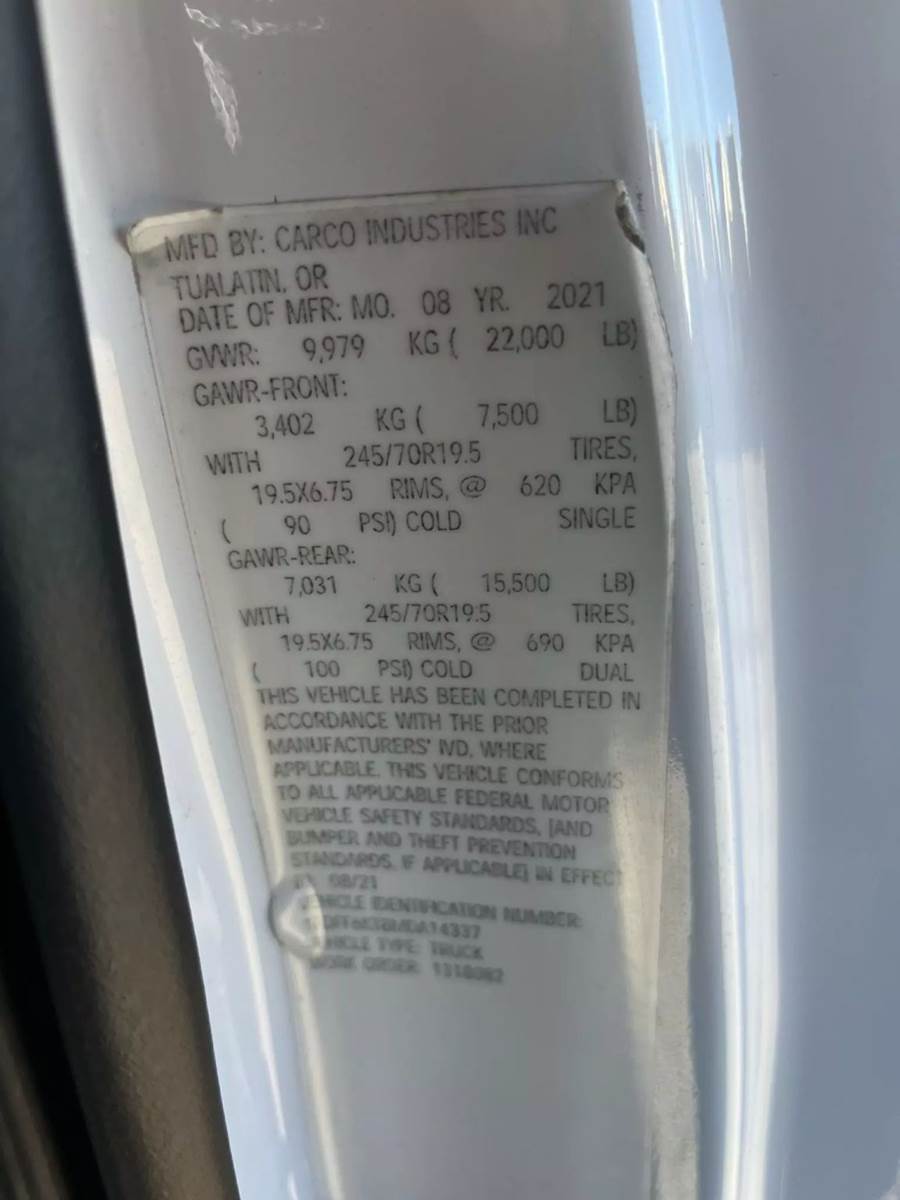 MFD BY: CARCO INDUSTRIES INC
TUALATIN, OR
DATE OF MFR: MO. 08 YR. 2021
GVWR: 9,979 KG ( 22,000 LB)
GAWR-FRONT:
3,402 KG ( 7,500 LB)
WITH 245/70R19.5 TIRES,
19.5X6.75 RIMS, @ 620 KPA
( 90 PSI) COLD SINGLE
GAWR-REAR:
7,031 KG ( 15,500 LB)
WITH 245/70R19.5 TIRES,
19.5X6.75 RIMS, @ 690 KPA
( 100 PSI) COLD DUAL
THIS VEHICLE HAS BEEN COMPLETED IN
ACCORDANCE WITH THE PRIOR
MANUFACTURERS' IVD, WHERE
APPLICABLE. THIS VEHICLE CONFORMS
TO ALL APPLICABLE FEDERAL MOTOR
VEHICLE SAFETY STANDARDS, [AND
BUMPER AND THEFT PREVENTION
STANDARDS, IF APPLICABLE] IN EFFECT
08/21
VEHICLE IDENTIFICATION NUMBER:
VEHICLE TYPE: TRUCK
WORK ORDER: